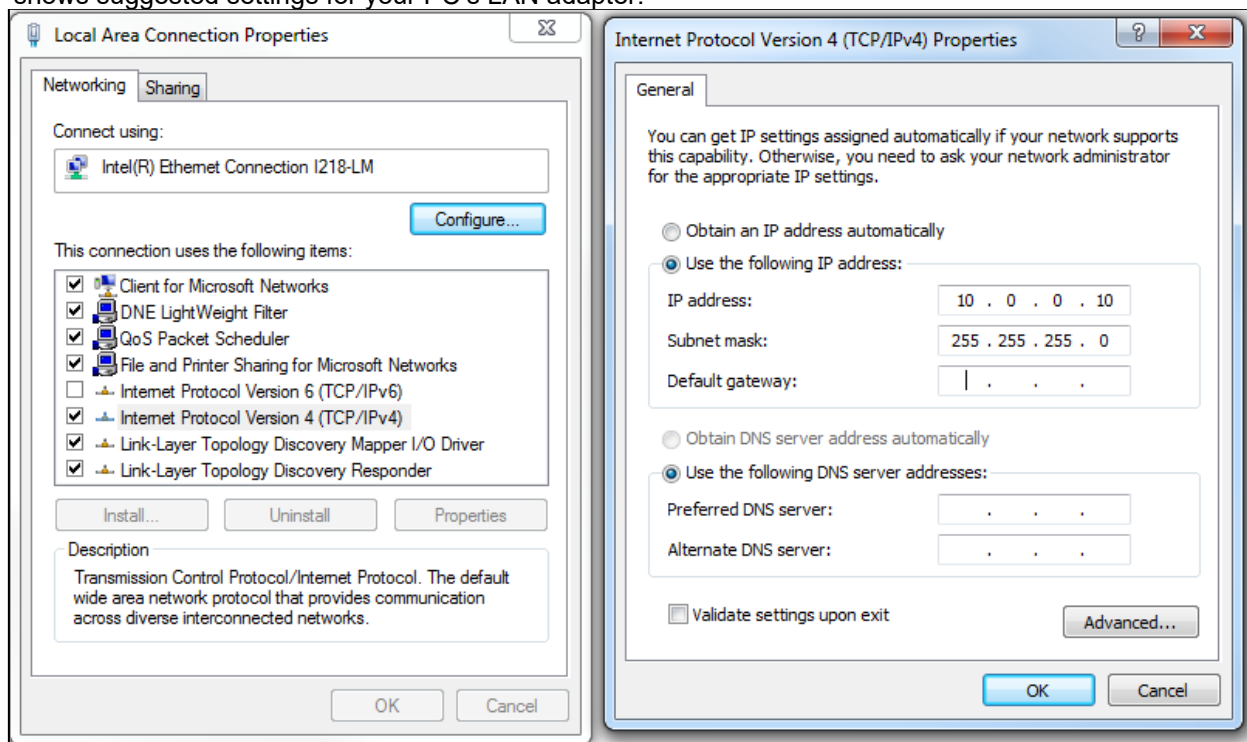 shows suggested settings for your PC's LAN adaptor.
Local Area Connection Properties
Networking
Sharing
Connect using:
Intel(R) Ethernet Connection I218-LM
Configure...
This connection uses the following items:
Client for Microsoft Networks
DNE LightWeight Filter
QoS Packet Scheduler
File and Printer Sharing for Microsoft Networks
Internet Protocol Version 6 (TCP/IPv6)
Internet Protocol Version 4 (TCP/IPv4)
Link-Layer Topology Discovery Mapper I/O Driver
Link-Layer Topology Discovery Responder
Install...
Uninstall
Properties
Description
Transmission Control Protocol/Internet Protocol. The default
wide area network protocol that provides communication
across diverse interconnected networks.
OK
Cancel
Internet Protocol Version 4 (TCP/IPv4) Properties
General
You can get IP settings assigned automatically if your network supports
this capability. Otherwise, you need to ask your network administrator
for the appropriate IP settings.
Obtain an IP address automatically
Use the following IP address:
IP address:
10 . 0 . 0 . 10
Subnet mask:
255 . 255 . 255 . 0
Default gateway:
. . .
Obtain DNS server address automatically
Use the following DNS server addresses:
Preferred DNS server:
. . .
Alternate DNS server:
. . .
Validate settings upon exit
Advanced...
OK
Cancel